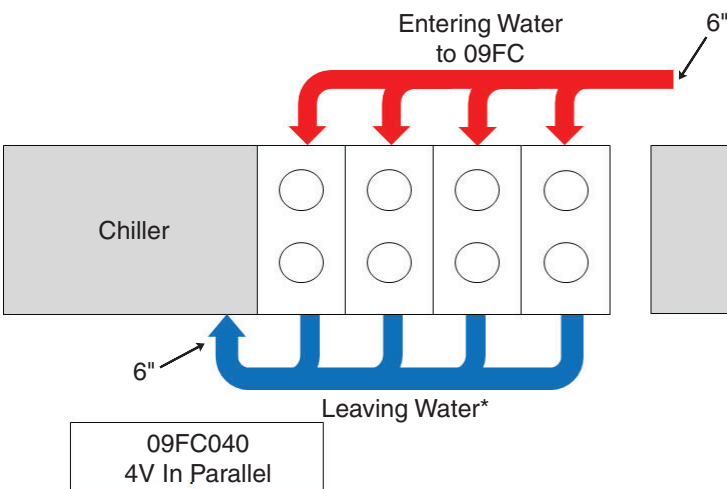 Entering Water
to 09FC
6"
Chiller
6"
Leaving Water*
09FC040
4V In Parallel